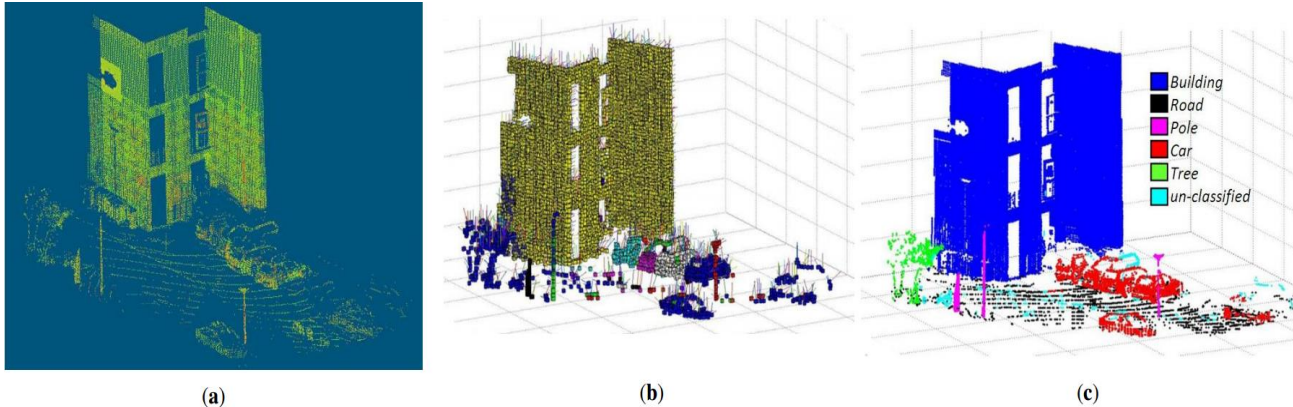 Building
Road
Pole
Car
Tree
un-classified
(a)
(b)
(c)